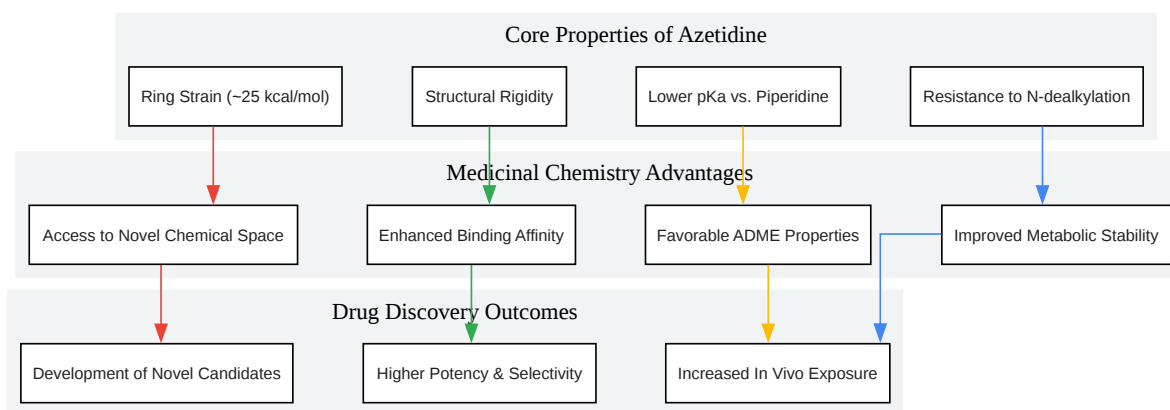 Core Properties of Azetidine
Ring Strain (~25 kcal/mol)
Structural Rigidity
Lower pKa vs. Piperidine
Resistance to N-dealkylation
Medicinal Chemistry Advantages
Access to Novel Chemical Space
Enhanced Binding Affinity
Favorable ADME Properties
Improved Metabolic Stability
Drug Discovery Outcomes
Development of Novel Candidates
Higher Potency & Selectivity
Increased In Vivo Exposure